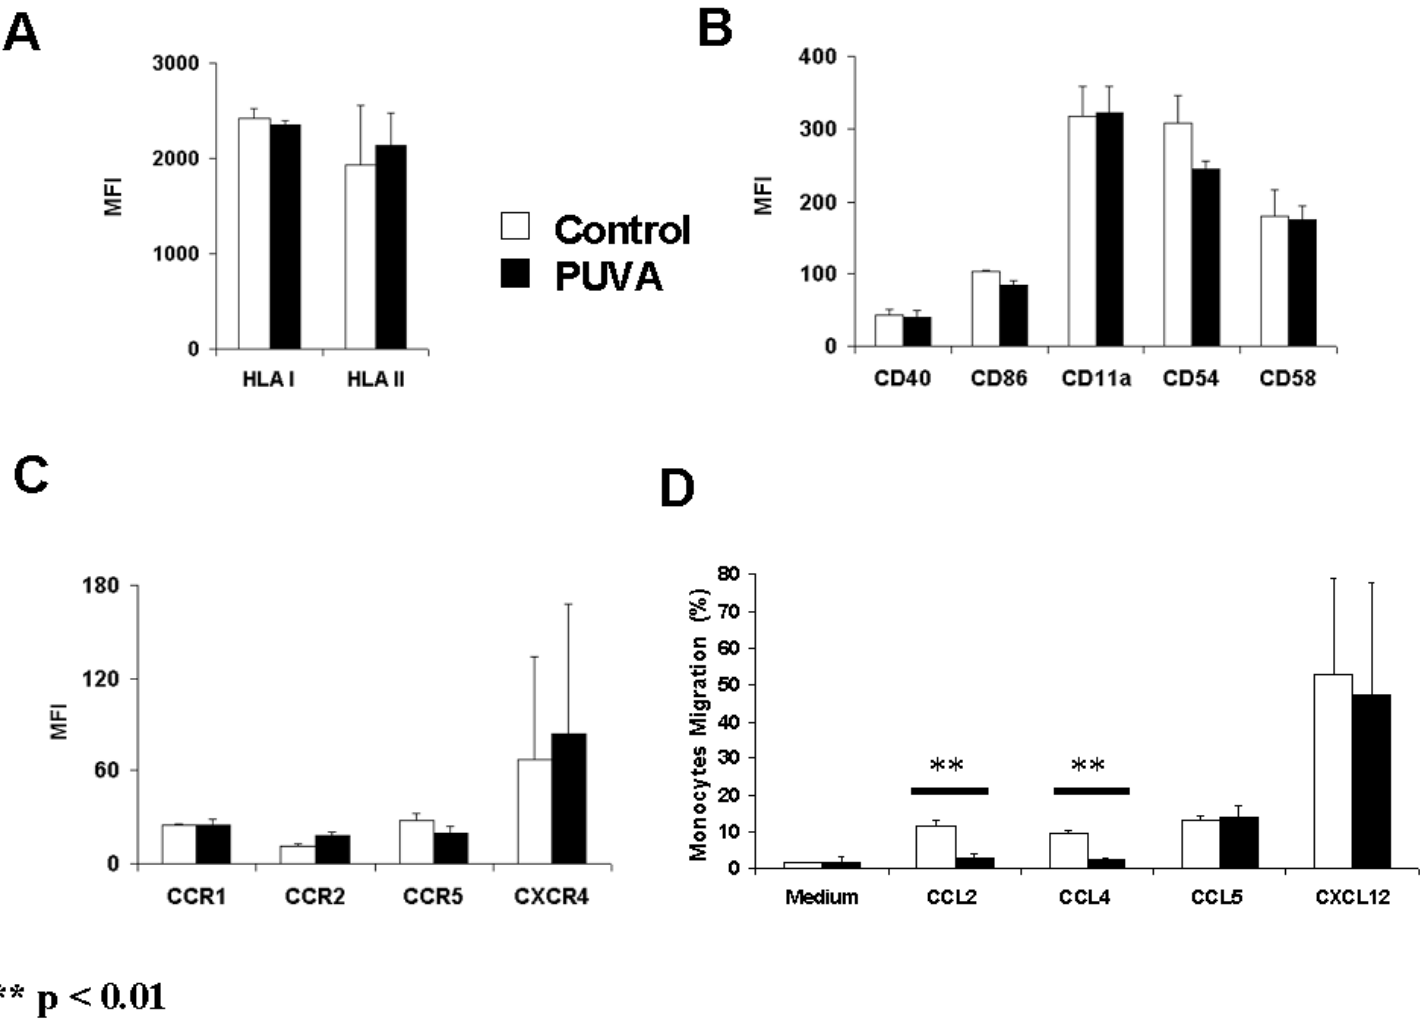 A
3000
2000
1000
0
MFI
HLA I HLA II
Control
PUVA
B
400
300
200
100
0
MFI
CD40 CD86 CD11a CD54 CD58
C
180
120
60
0
MFI
CCR1 CCR2 CCR5 CXCR4
D
80
70
60
50
40
30
20
10
0
Monocytes Migration (%)
** **
Medium CCL2 CCL4 CCL5 CXCL12
** p < 0.01